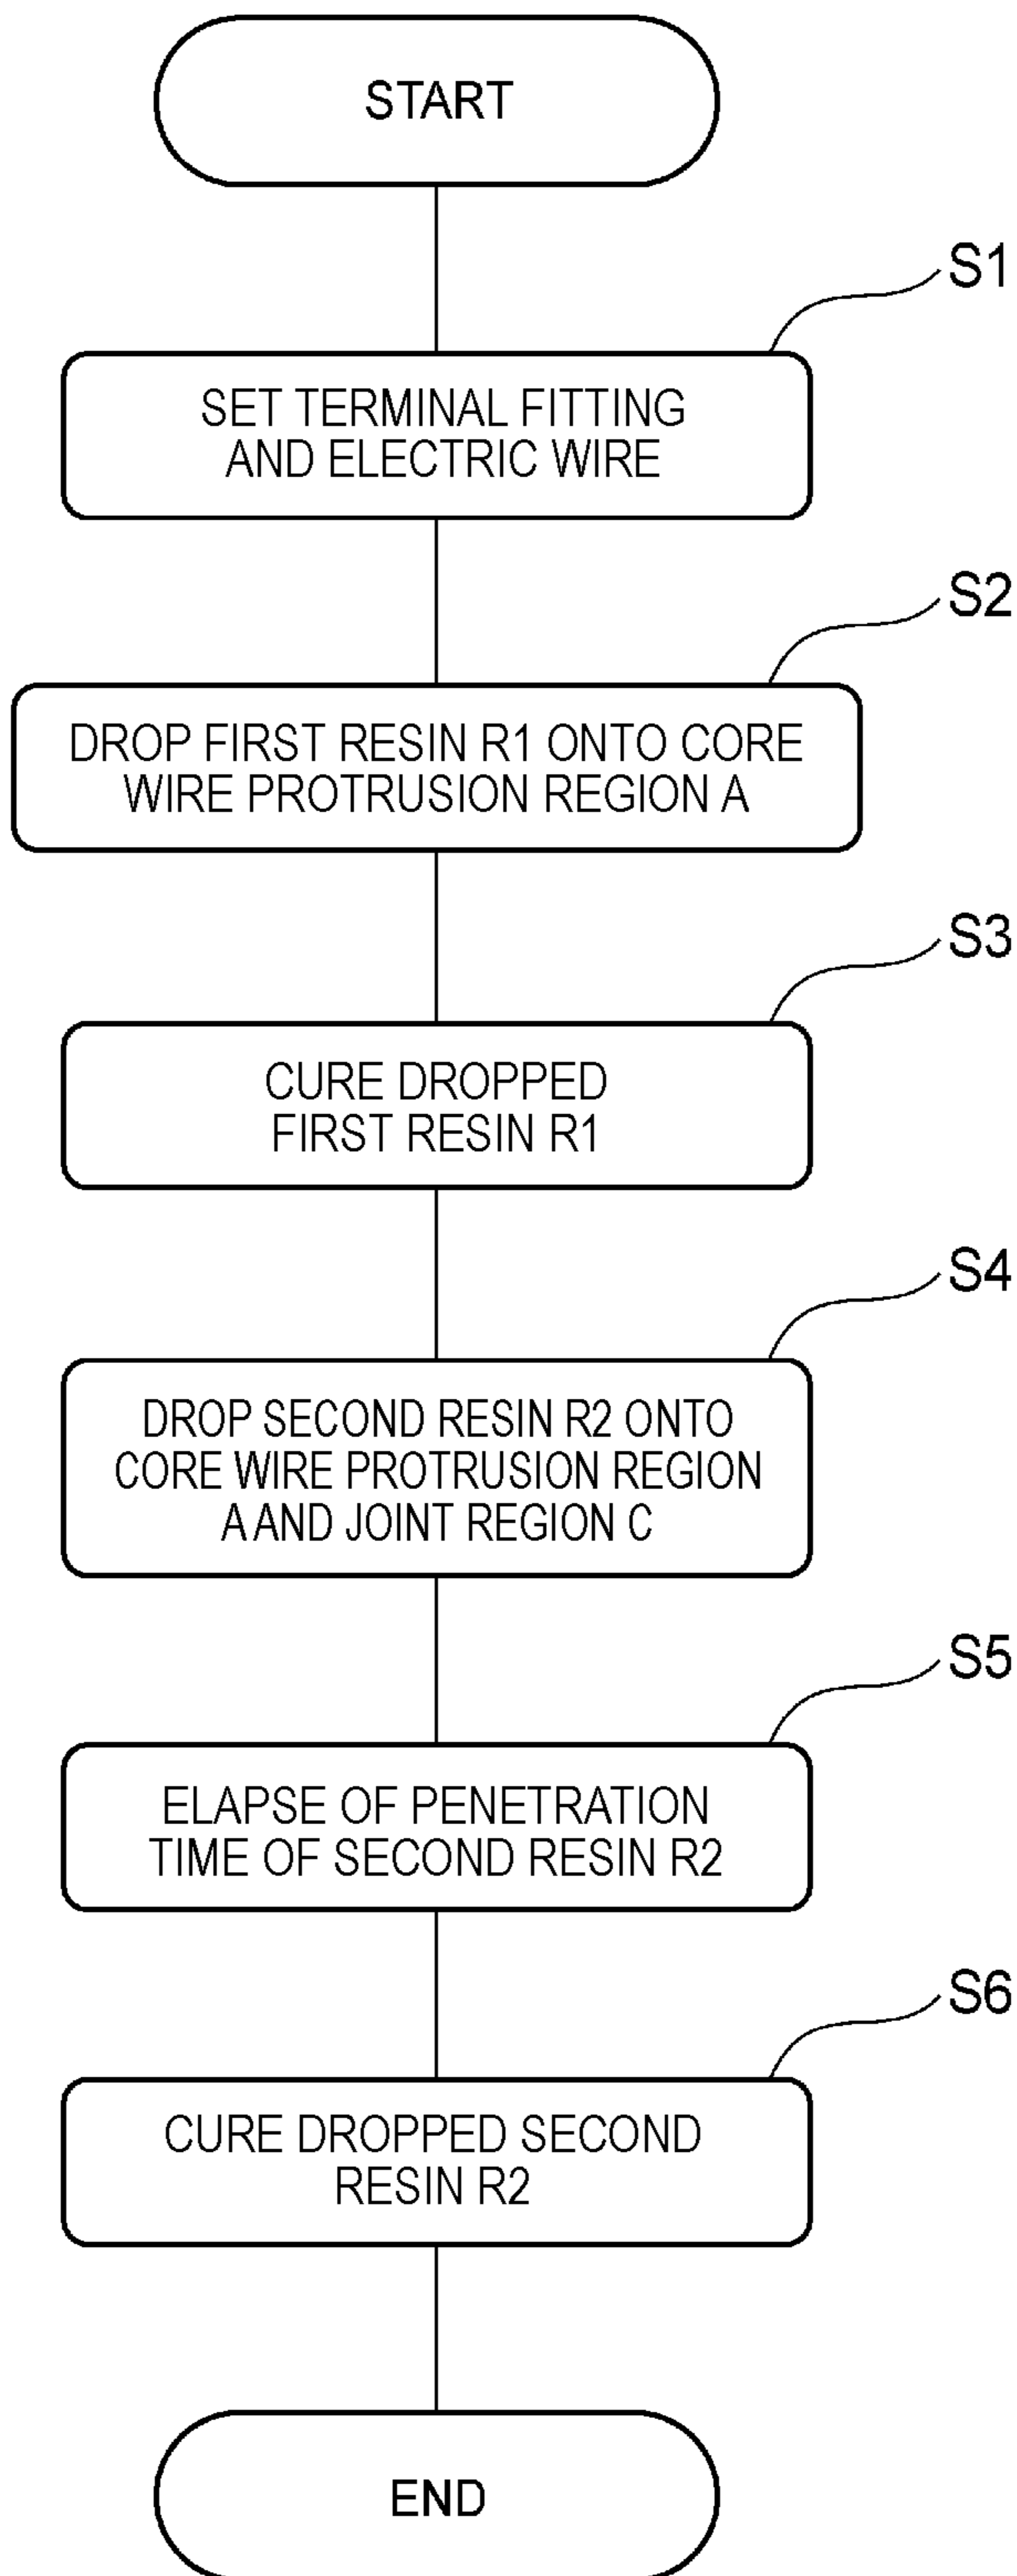 START
S1
SET TERMINAL FITTING
AND ELECTRIC WIRE
S2
DROP FIRST RESIN R1 ONTO CORE
WIRE PROTRUSION REGION A
S3
CURE DROPPED
FIRST RESIN R1
S4
DROP SECOND RESIN R2 ONTO
CORE WIRE PROTRUSION REGION
A AND JOINT REGION C
S5
ELAPSE OF PENETRATION
TIME OF SECOND RESIN R2
S6
CURE DROPPED SECOND
RESIN R2
END